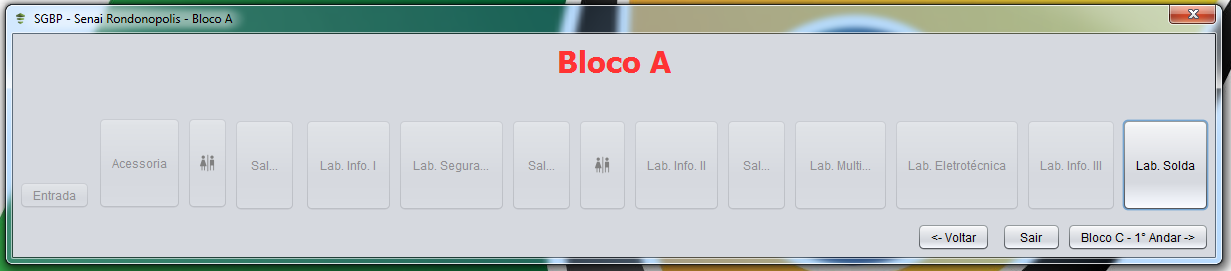 SGBP - Senai Rondonopolis - Bloco A
Bloco A
Entrada
Acessoria
Sal...
Lab. Info. I
Lab. Segura...
Sal...
Lab. Info. II
Sal...
Lab. Multi...
Lab. Eletrotécnica
Lab. Info. III
Lab. Solda
<- Voltar
Sair
Bloco C - 1° Andar ->